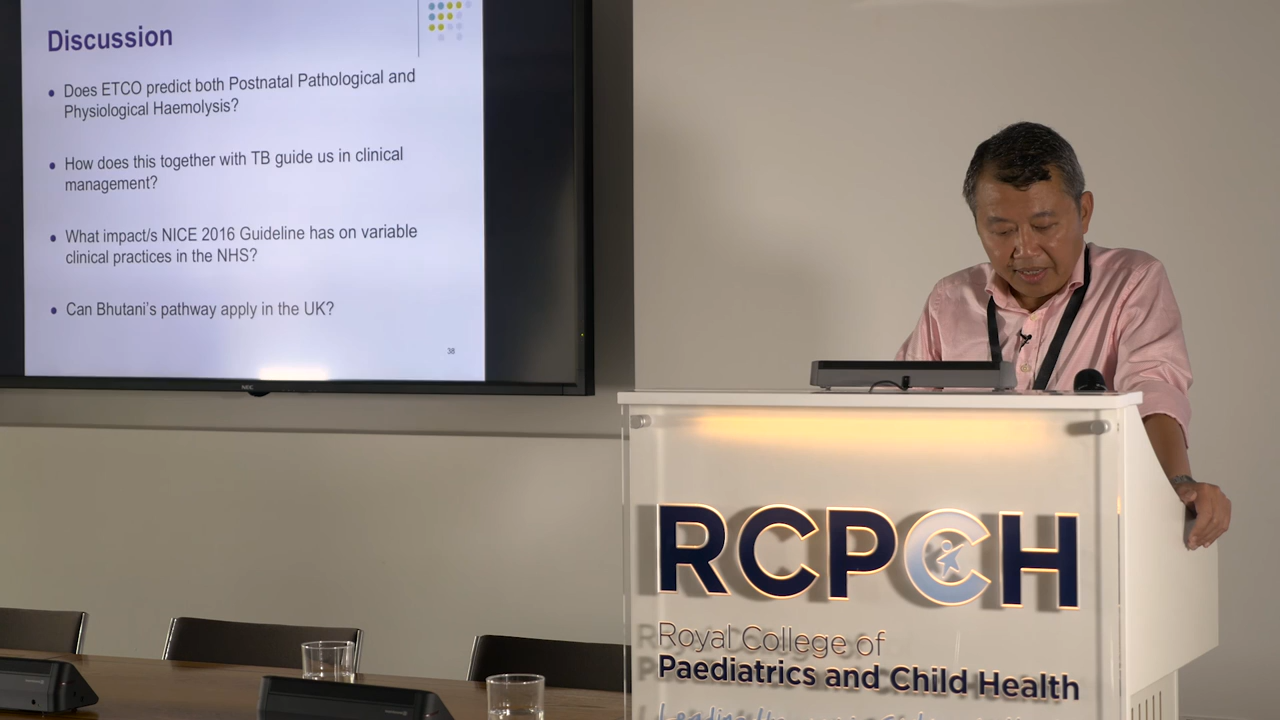 Discussion
• Does ETCO predict both Postnatal Pathological and
Physiological Haemolysis?
• How does this together with TB guide us in clinical
management?
• What impact/s NICE 2016 Guideline has on variable
clinical practices in the NHS?
• Can Bhutani's pathway apply in the UK?
38
NEC
RCPCH
Royal College of
Paediatrics and Child Health